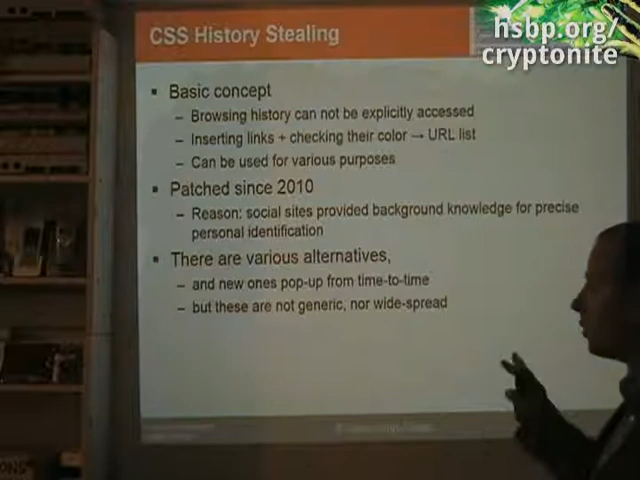 CSS History Stealing
hsbp.org/
cryptonite
▪ Basic concept
– Browsing history can not be explicitly accessed
– Inserting links + checking their color → URL list
– Can be used for various purposes
▪ Patched since 2010
– Reason: social sites provided background knowledge for precise
personal identification
▪ There are various alternatives,
– and new ones pop-up from time-to-time
– but these are not generic, nor wide-spread